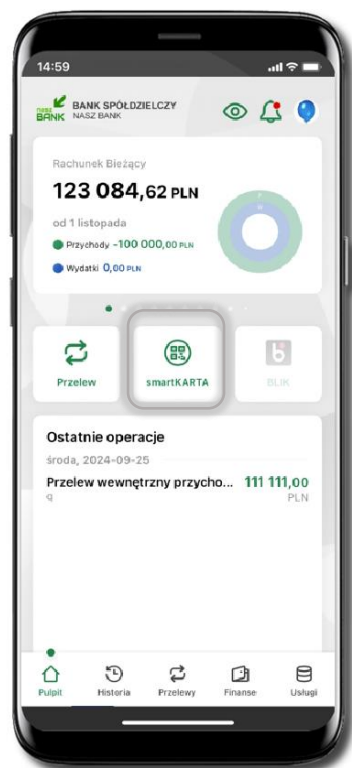 14:59
nasz BANK
BANK SPÓŁDZIELCZY
NASZ BANK
Rachunek Bieżący
123 084,62 PLN
od 1 listopada
Przychody -100 000,00 PLN
Wydatki 0,00 PLN
Przelew
smartKARTA
BLIK
Ostatnie operacje
środa, 2024-09-25
Przelew wewnętrzny przycho... 111 111,00
q PLN
Pulpit Historia Przelewy Finanse Usługi